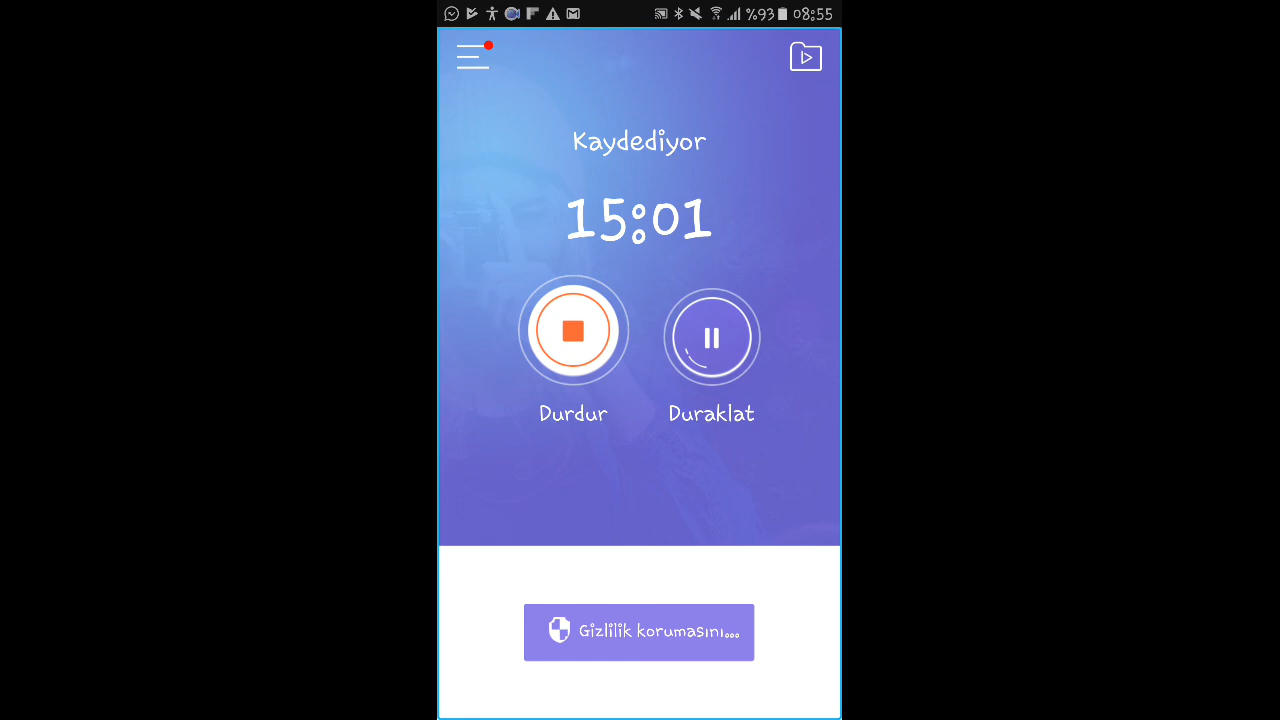 %93 08:55
Kaydediyor
15:01
Durdur Duraklat
Gizlilik korumasını...